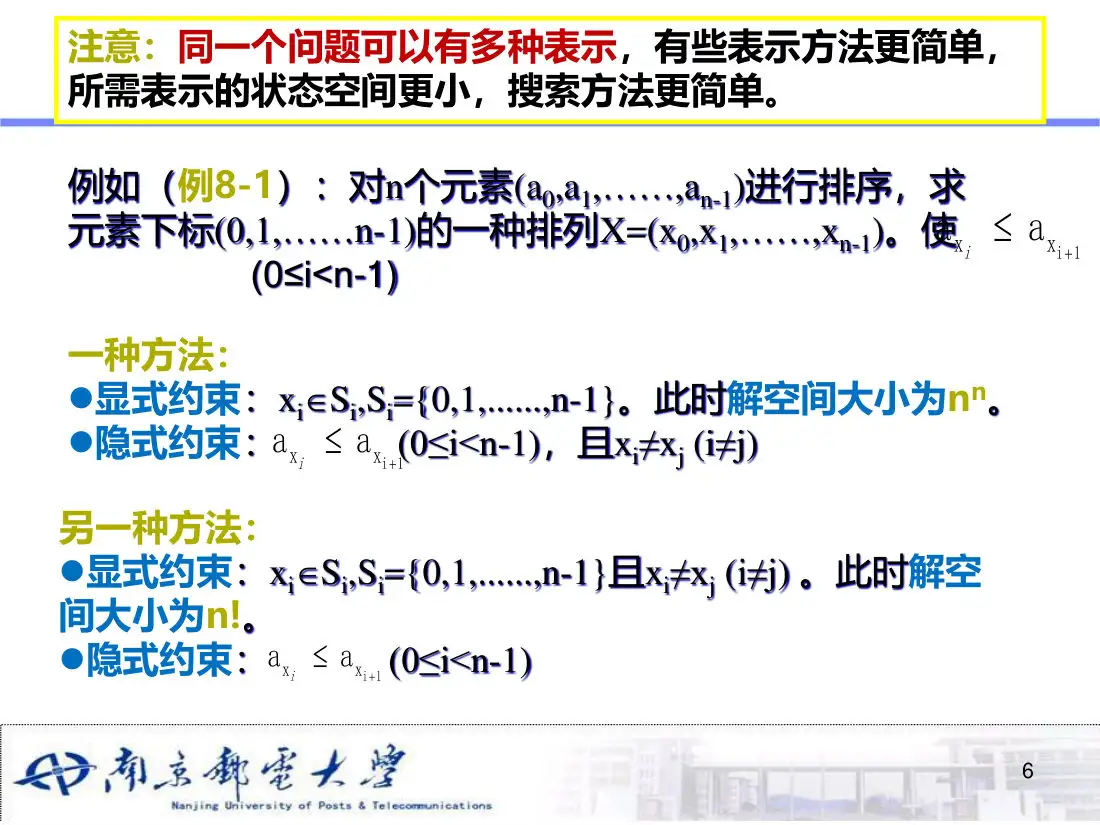 注意：同一个问题可以有多种表示，有些表示方法更简单，
所需表示的状态空间更小，搜索方法更简单。
例如（例8-1）：对n个元素(a0,a1,……,an-1)进行排序，求
元素下标(0,1,……n-1)的一种排列X=(x0,x1,……,xn-1)。使axi ≤ axi+1
(0≤i<n-1)
一种方法：
●显式约束：xi∈Si,Si={0,1,......,n-1}。此时解空间大小为nⁿ。
●隐式约束：axi ≤ axi+1(0≤i<n-1)，且xi≠xj (i≠j)
另一种方法：
●显式约束：xi∈Si,Si={0,1,......,n-1}且xi≠xj (i≠j) 。此时解空
间大小为n!。
●隐式约束：axi ≤ axi+1 (0≤i<n-1)
南京郵電大學
Nanjing University of Posts & Telecommunications
6